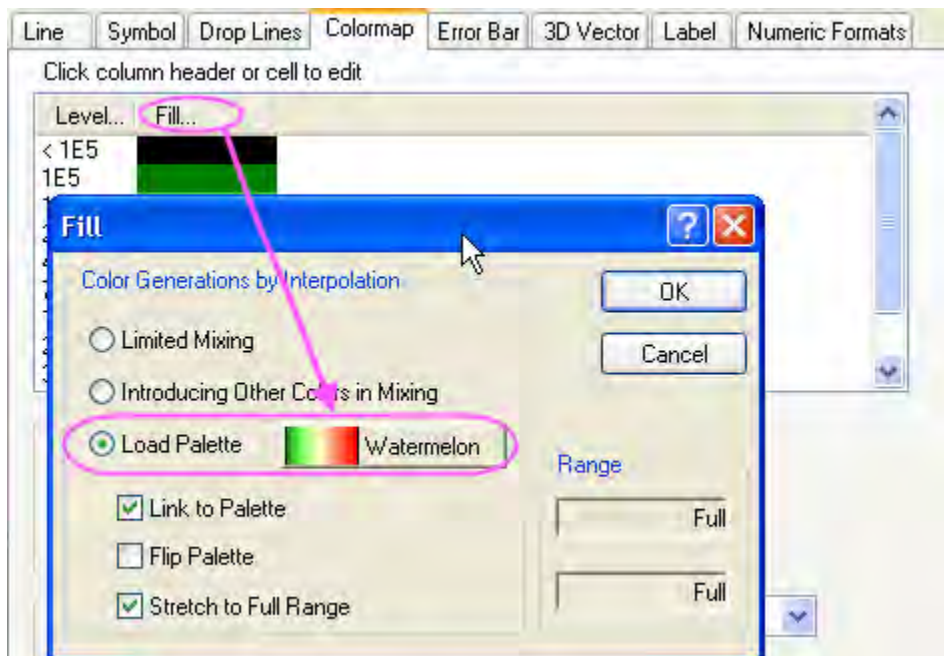 Line Symbol Drop Lines Colormap Error Bar 3D Vector Label Numeric Formats
Click column header or cell to edit
Level... Fill...
< 1E5
1E5
Fill
Color Generations by Interpolation
OK
Limited Mixing
Cancel
Introducing Other Colors in Mixing
Load Palette Watermelon
Range
Link to Palette
Full
Flip Palette
Full
Stretch to Full Range